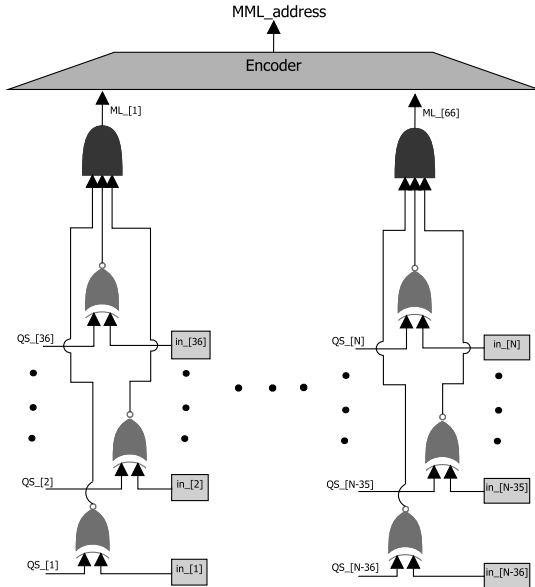 MML_address
Encoder
ML_[1]
ML_[66]
QS_[36]
in_[36]
QS_[N]
in_[N]
QS_[2]
in_[2]
QS_[N-35]
in_[N-35]
QS_[1]
in_[1]
QS_[N-36]
in_[N-36]